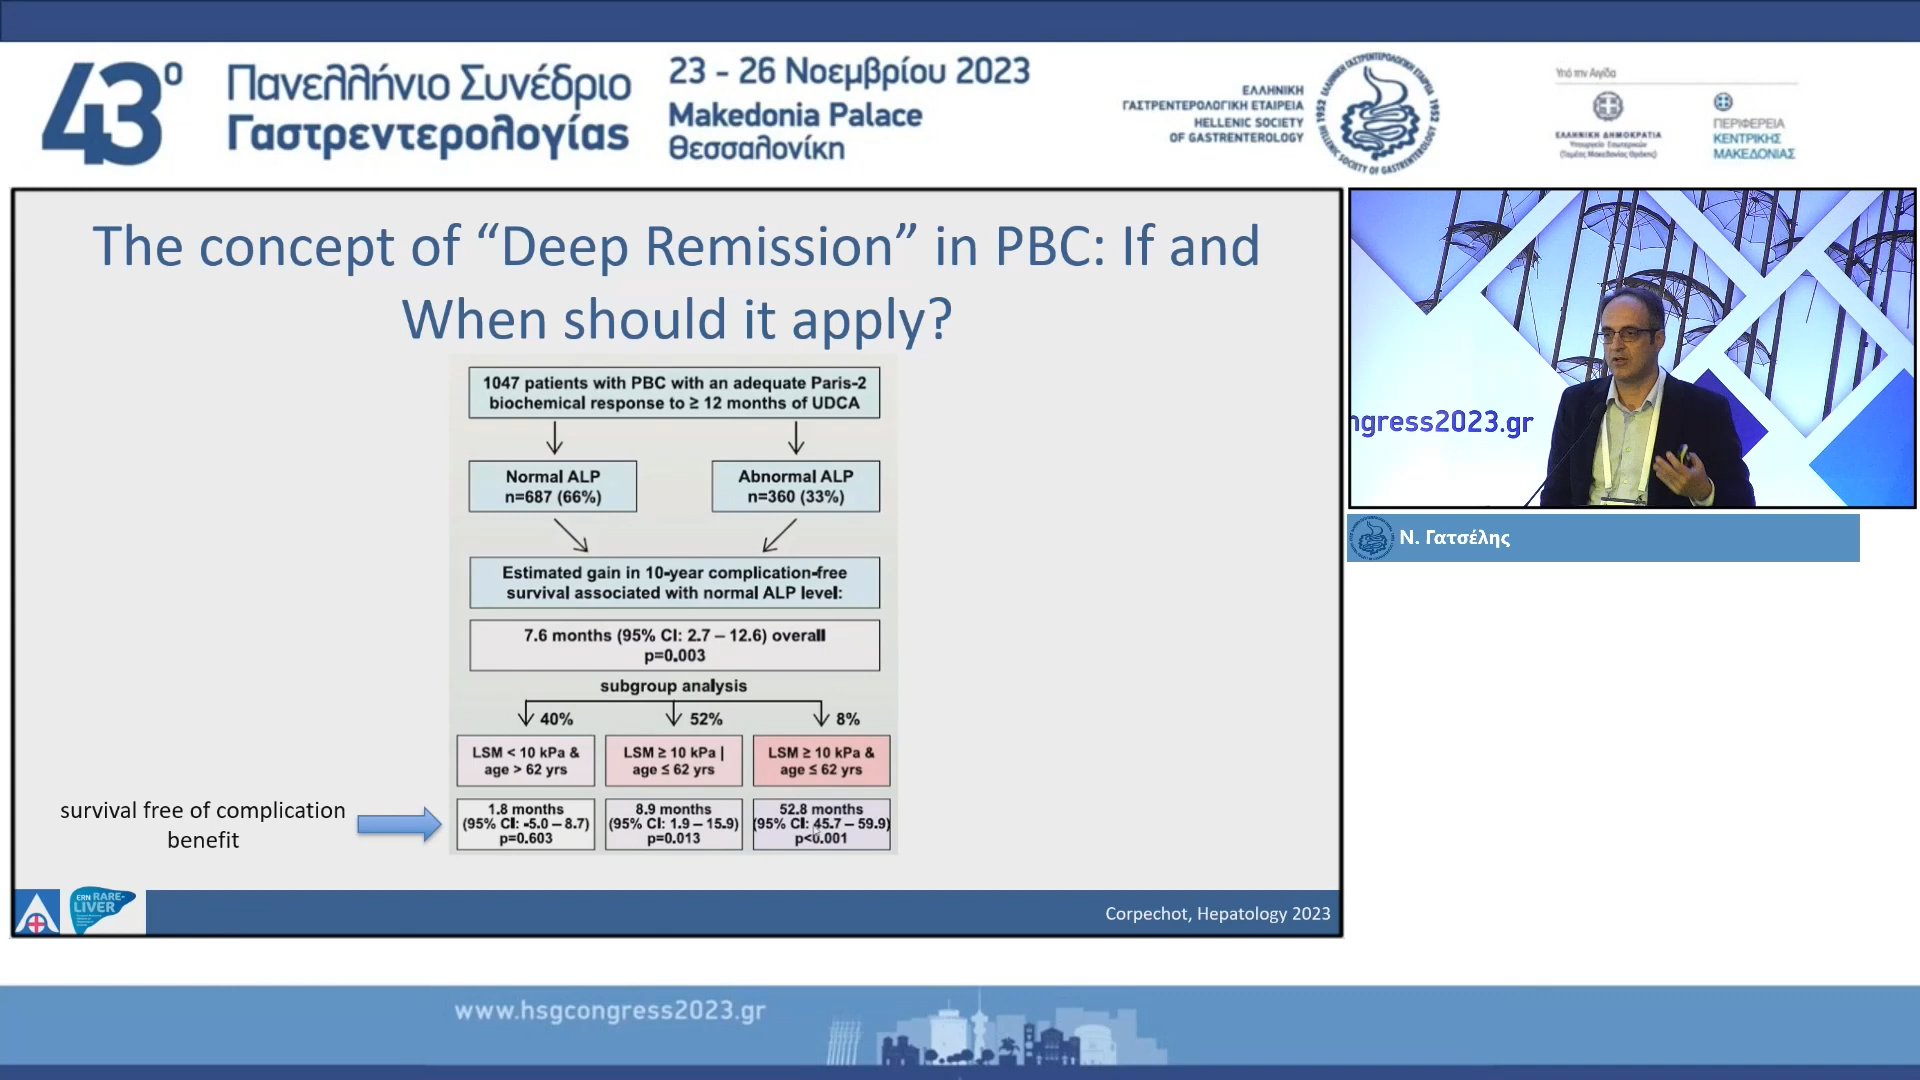 43ο
Πανελλήνιο Συνέδριο
Γαστρεντερολογίας
23 - 26 Νοεμβρίου 2023
Makedonia Palace
Θεσσαλονίκη
ΕΛΛΗΝΙΚΗ
ΓΑΣΤΡΕΝΤΕΡΟΛΟΓΙΚΗ ΕΤΑΙΡΕΙΑ
HELLENIC SOCIETY
OF GASTRENTEROLOGY
Υπό την Αιγίδα
ΕΛΛΗΝΙΚΗ ΔΗΜΟΚΡΑΤΙΑ
Υπουργείο Εσωτερικών
(Τομέας Μακεδονίας Θράκης)
ΠΕΡΙΦΕΡΕΙΑ
ΚΕΝΤΡΙΚΗΣ
ΜΑΚΕΔΟΝΙΑΣ
The concept of “Deep Remission” in PBC: If and
When should it apply?
1047 patients with PBC with an adequate Paris-2
biochemical response to ≥ 12 months of UDCA
Normal ALP
n=687 (66%)
Abnormal ALP
n=360 (33%)
Estimated gain in 10-year complication-free
survival associated with normal ALP level:
7.6 months (95% CI: 2.7 – 12.6) overall
p=0.003
subgroup analysis
40%
52%
8%
LSM < 10 kPa &
age > 62 yrs
LSM ≥ 10 kPa |
age ≤ 62 yrs
LSM ≥ 10 kPa &
age ≤ 62 yrs
survival free of complication
benefit
1.8 months
(95% CI: -5.0 – 8.7)
p=0.603
8.9 months
(95% CI: 1.9 – 15.9)
p=0.013
52.8 months
(95% CI: 45.7 – 59.9)
p<0.001
ERN RARE-
LIVER
Corpechot, Hepatology 2023
ngress2023.gr
Ν. Γατσέλης
www.hsgcongress2023.gr